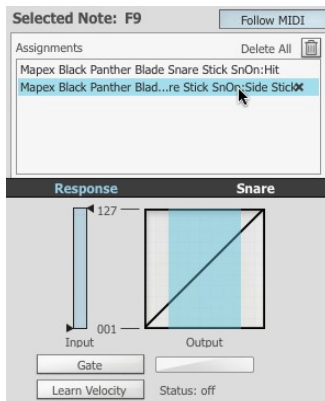 Selected Note: F9
Follow MIDI
Assignments
Delete All
Mapex Black Panther Blade Snare Stick SnOn:Hit
Mapex Black Panther Blad...re Stick SnOn:Side Stick
Response
Snare
127
001
Input
Output
Gate
Learn Velocity
Status: off